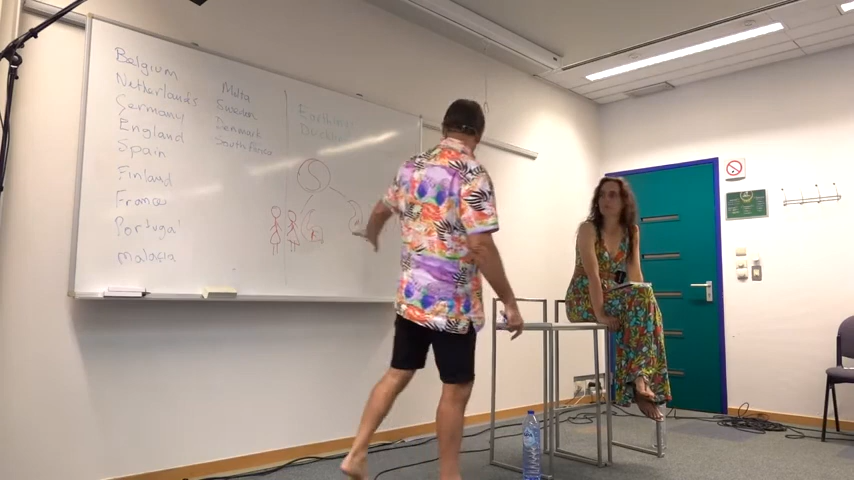 Belgium
Netherlands
Germany
England
Spain
Finland
France
Portugal
Malasia
Malta
Sweden
Denmark
South Africa